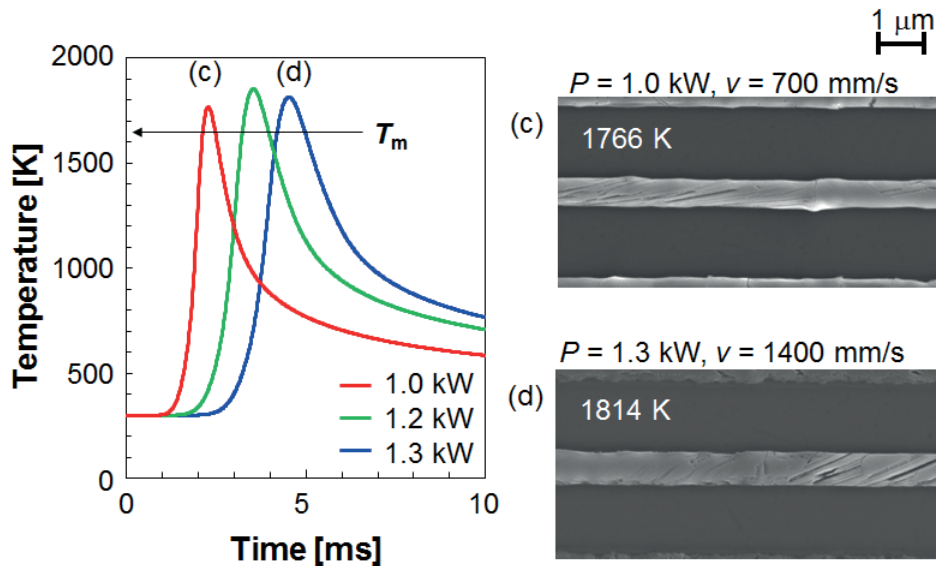 1 μm
2000
1500
1000
500
0
(c)
(d)
Tm
1.0 kW
1.2 kW
1.3 kW
0
5
10
Temperature [K]
Time [ms]
P = 1.0 kW, v = 700 mm/s
(c)
1766 K
P = 1.3 kW, v = 1400 mm/s
(d)
1814 K